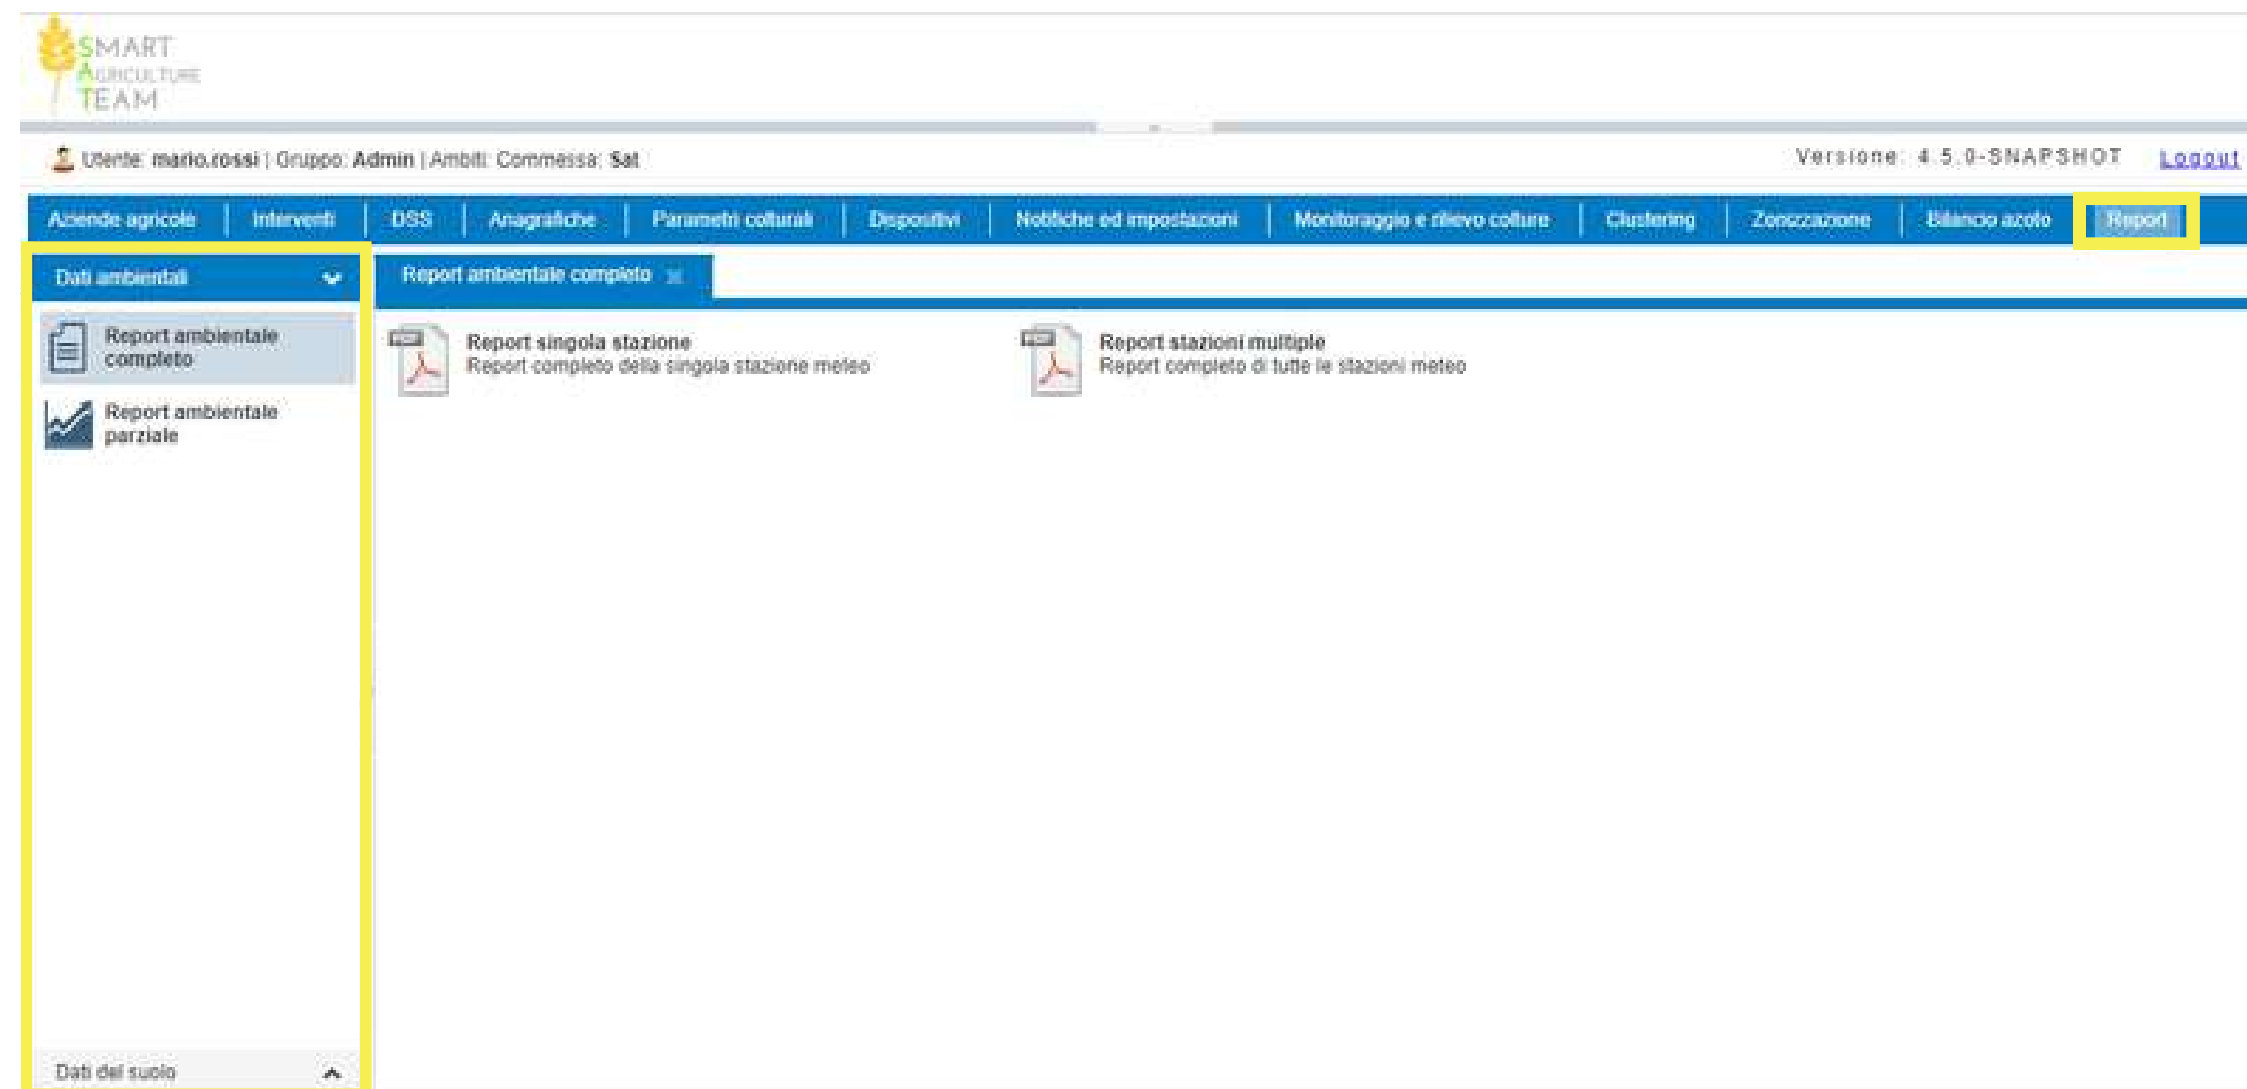 SMART
AGRICULTURE
TEAM
Utente: mario.rossi | Gruppo: Admin | Ambiti: Commessa: Sat
Versione: 4.5.0-SNAPSHOT Logout
Aziende agricole Interventi DSS Anagrafiche Parametri colturali Dispositivi Notifiche ed impostazioni Monitoraggio e rilievo colture Clustering Zonizzazione Bilancio azoto Report
Dati ambientali
Report ambientale completo
Report ambientale
completo
Report ambientale
parziale
Report singola stazione
Report completo della singola stazione meteo
Report stazioni multiple
Report completo di tutte le stazioni meteo
Dati del suolo